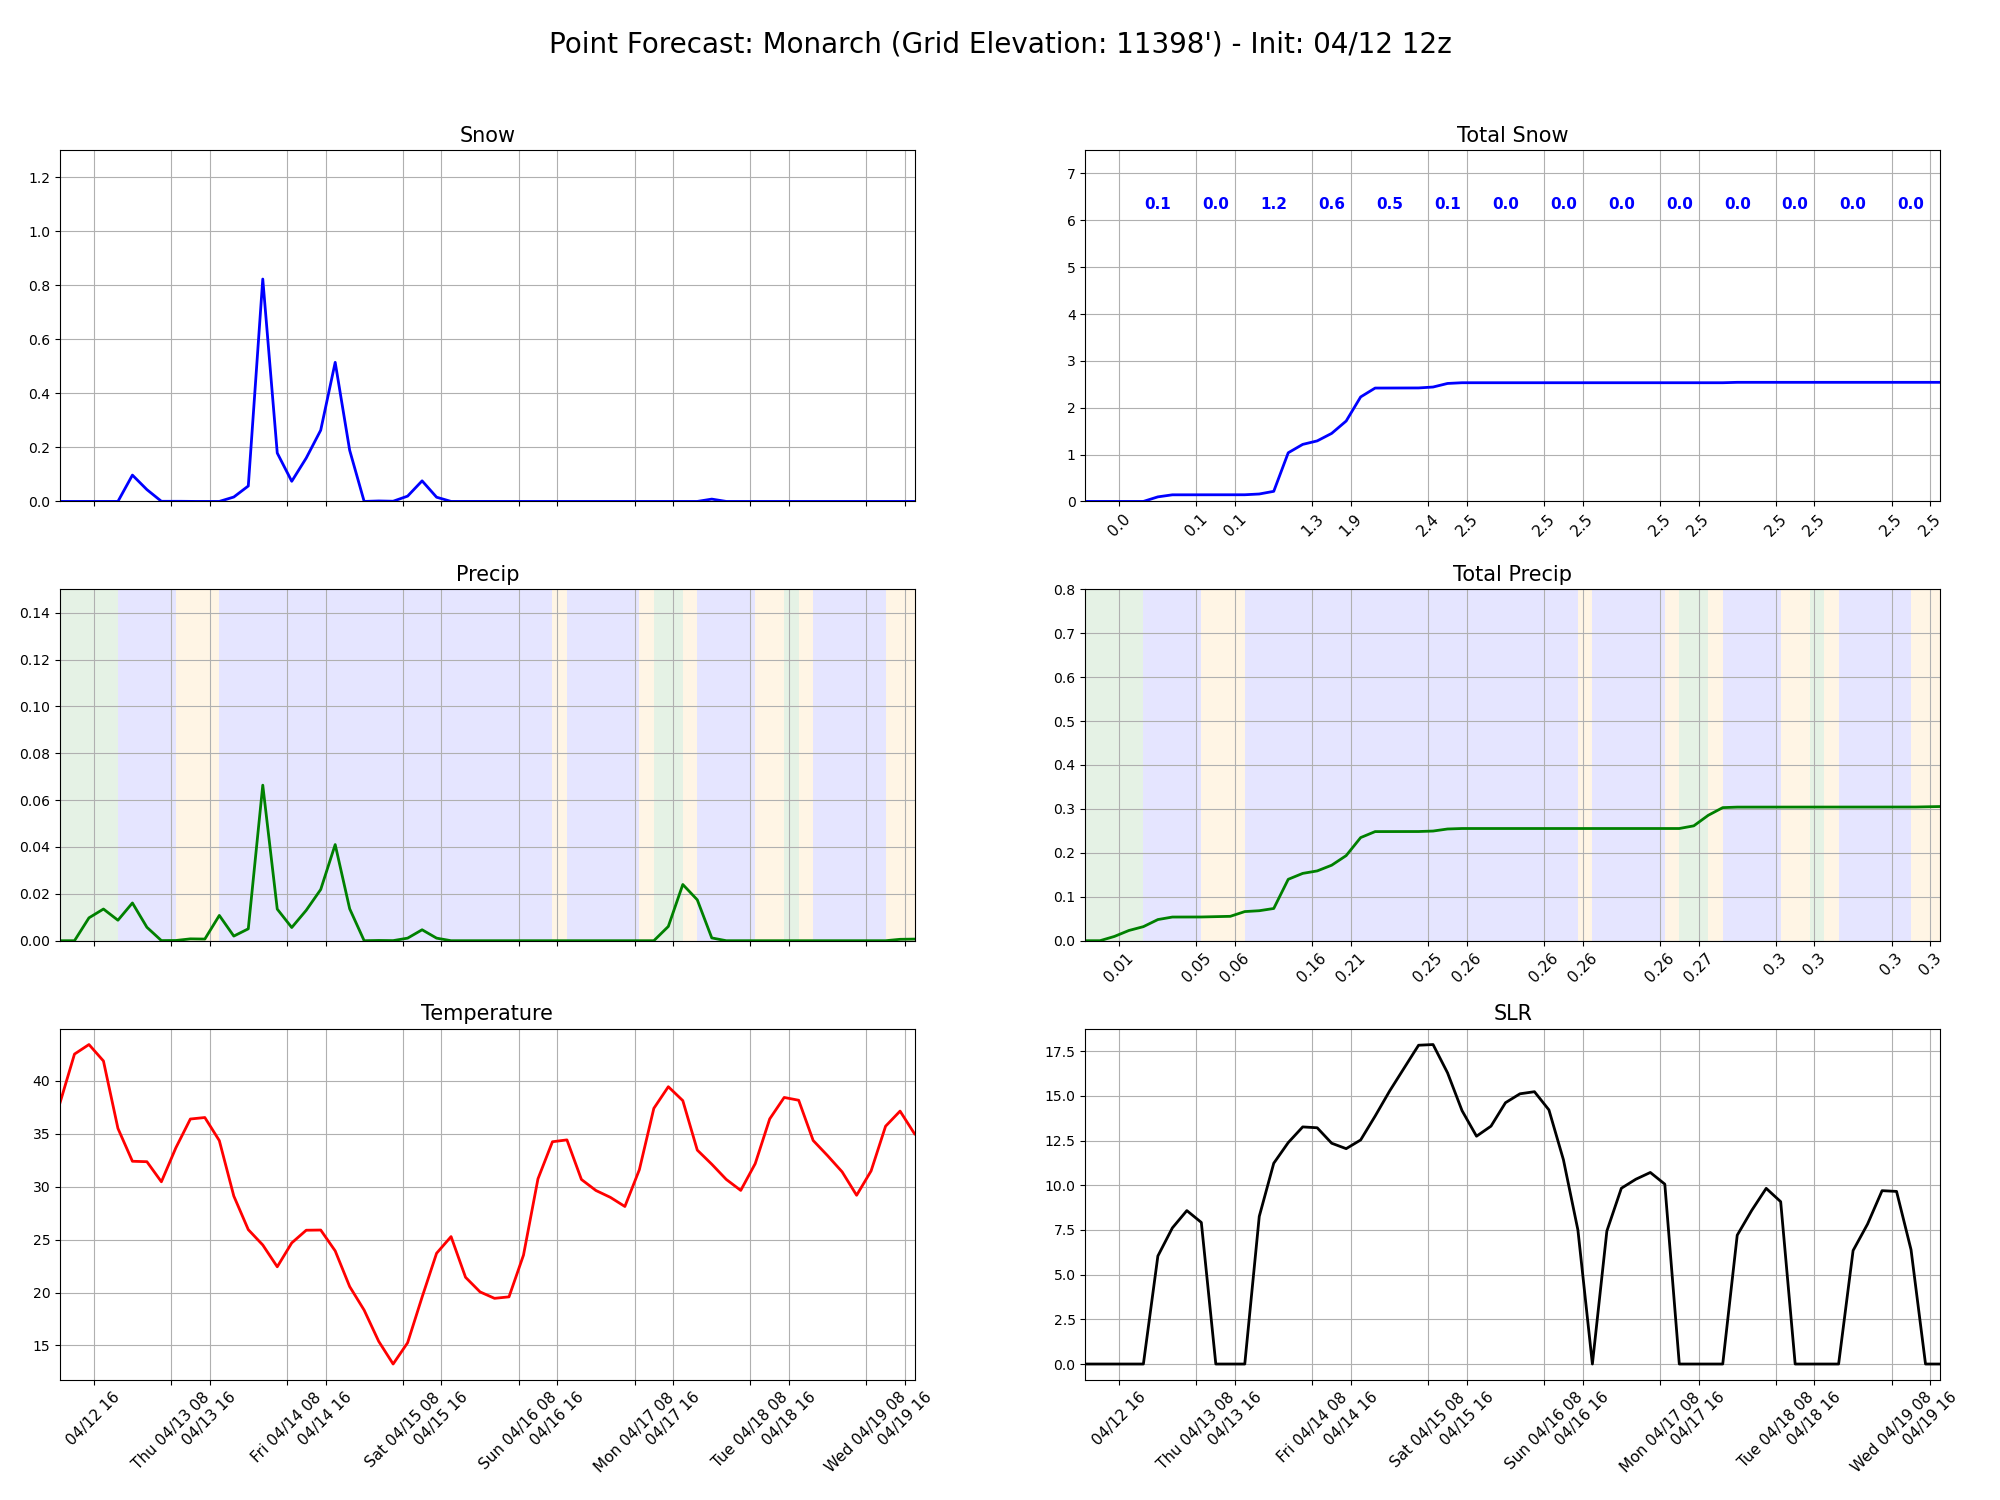 Point Forecast: Monarch (Grid Elevation: 11398') - Init: 04/12 12z
Snow
1.2
1.0
0.8
0.6
0.4
0.2
0.0
Total Snow
7
6
5
4
3
2
1
0
0.1 0.0 1.2 0.6 0.5 0.1 0.0 0.0 0.0 0.0 0.0 0.0 0.0 0.0
0.0 0.1 0.1 1.3 1.9 2.4 2.5 2.5 2.5 2.5 2.5 2.5 2.5 2.5 2.5
Precip
0.14
0.12
0.10
0.08
0.06
0.04
0.02
0.00
Total Precip
0.8
0.7
0.6
0.5
0.4
0.3
0.2
0.1
0.0
0.01 0.05 0.06 0.16 0.21 0.25 0.26 0.26 0.26 0.26 0.27 0.3 0.3 0.3 0.3
Temperature
40
35
30
25
20
15
04/12 16
Thu 04/13 08
04/13 16
Fri 04/14 08
04/14 16
Sat 04/15 08
04/15 16
Sun 04/16 08
04/16 16
Mon 04/17 08
04/17 16
Tue 04/18 08
04/18 16
Wed 04/19 08
04/19 16
SLR
17.5
15.0
12.5
10.0
7.5
5.0
2.5
0.0
04/12 16
Thu 04/13 08
04/13 16
Fri 04/14 08
04/14 16
Sat 04/15 08
04/15 16
Sun 04/16 08
04/16 16
Mon 04/17 08
04/17 16
Tue 04/18 08
04/18 16
Wed 04/19 08
04/19 16